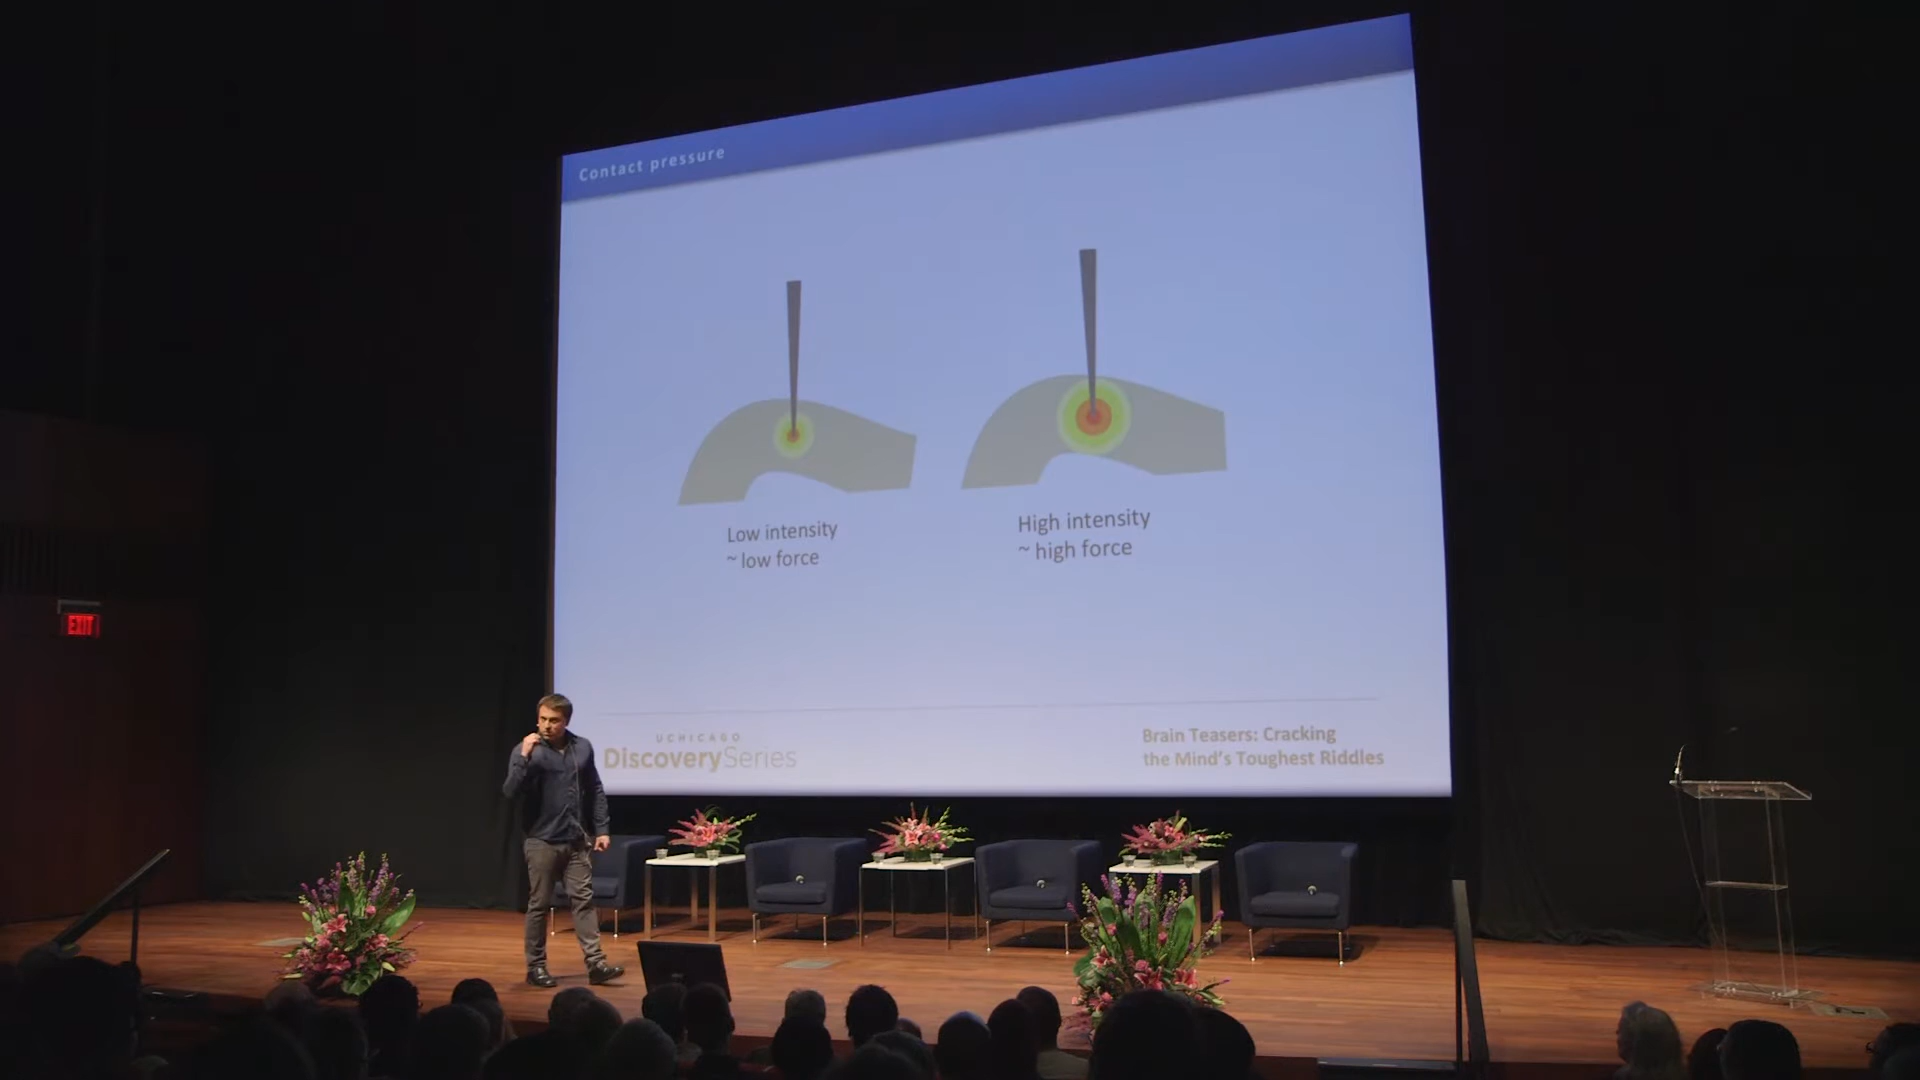 Contact pressure
Low intensity
~ low force
High intensity
~ high force
UCHICAGO
DiscoverySeries
Brain Teasers: Cracking
the Mind's Toughest Riddles
EXIT